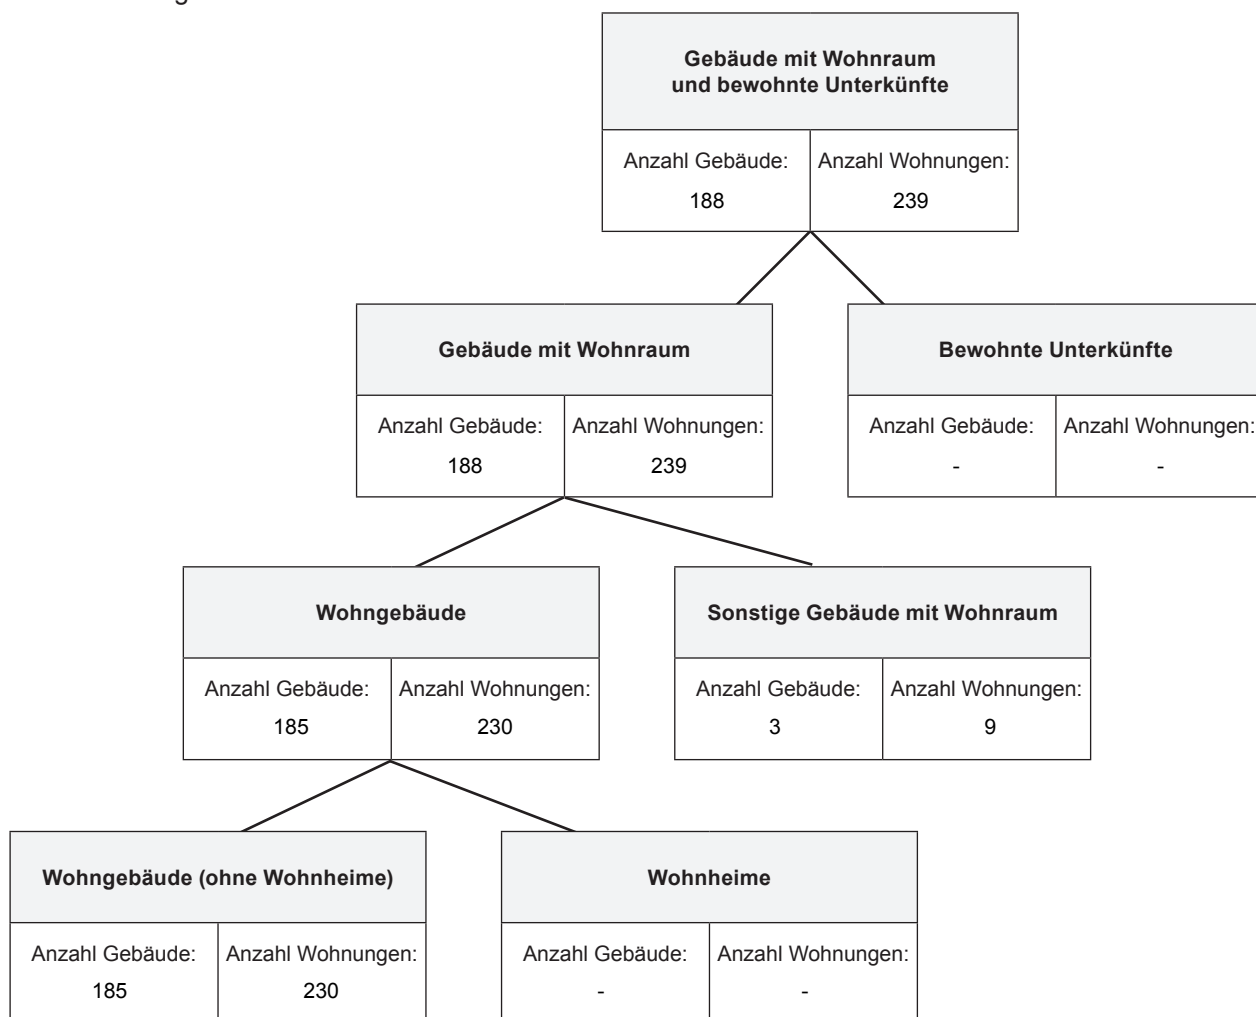 Gebäude mit Wohnraum
und bewohnte Unterkünfte
Anzahl Gebäude: Anzahl Wohnungen:
188 239
Gebäude mit Wohnraum Bewohnte Unterkünfte
Anzahl Gebäude: Anzahl Wohnungen: Anzahl Gebäude: Anzahl Wohnungen:
188 239 - -
Wohngebäude Sonstige Gebäude mit Wohnraum
Anzahl Gebäude: Anzahl Wohnungen: Anzahl Gebäude: Anzahl Wohnungen:
185 230 3 9
Wohngebäude (ohne Wohnheime) Wohnheime
Anzahl Gebäude: Anzahl Wohnungen: Anzahl Gebäude: Anzahl Wohnungen:
185 230 - -